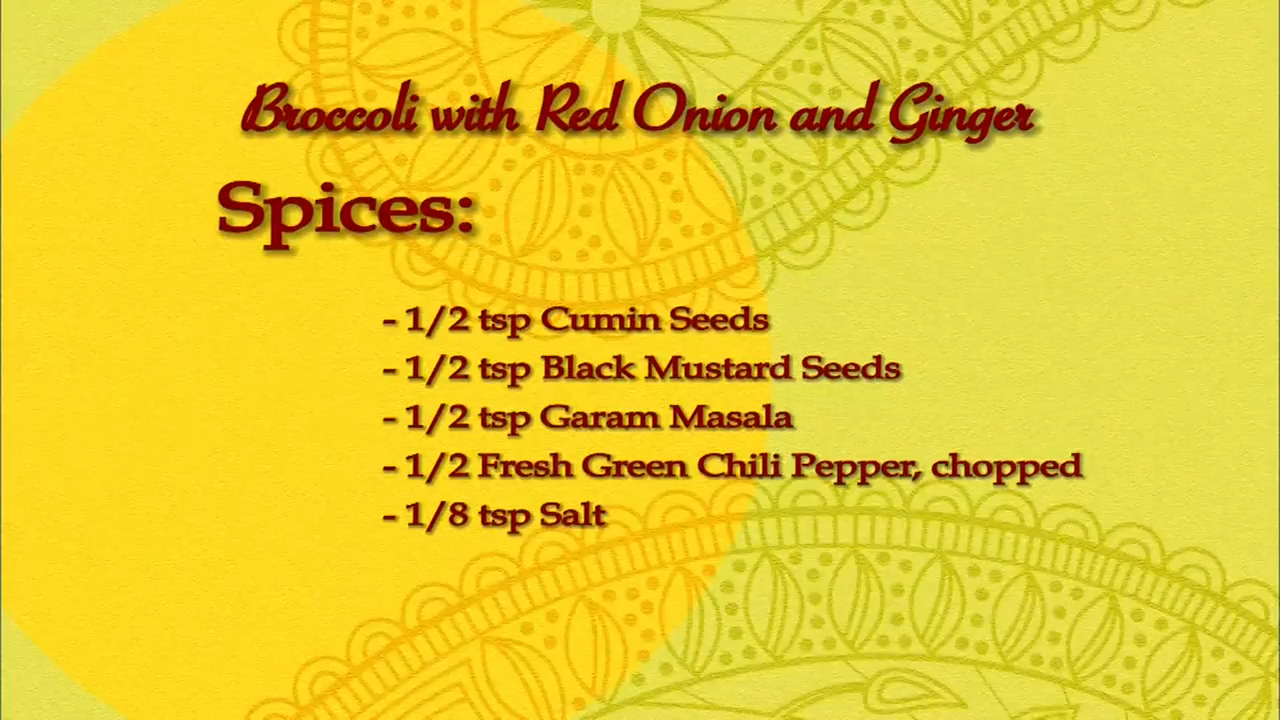 Broccoli with Red Onion and Ginger
Spices:
- 1/2 tsp Cumin Seeds
- 1/2 tsp Black Mustard Seeds
- 1/2 tsp Garam Masala
- 1/2 Fresh Green Chili Pepper, chopped
- 1/8 tsp Salt